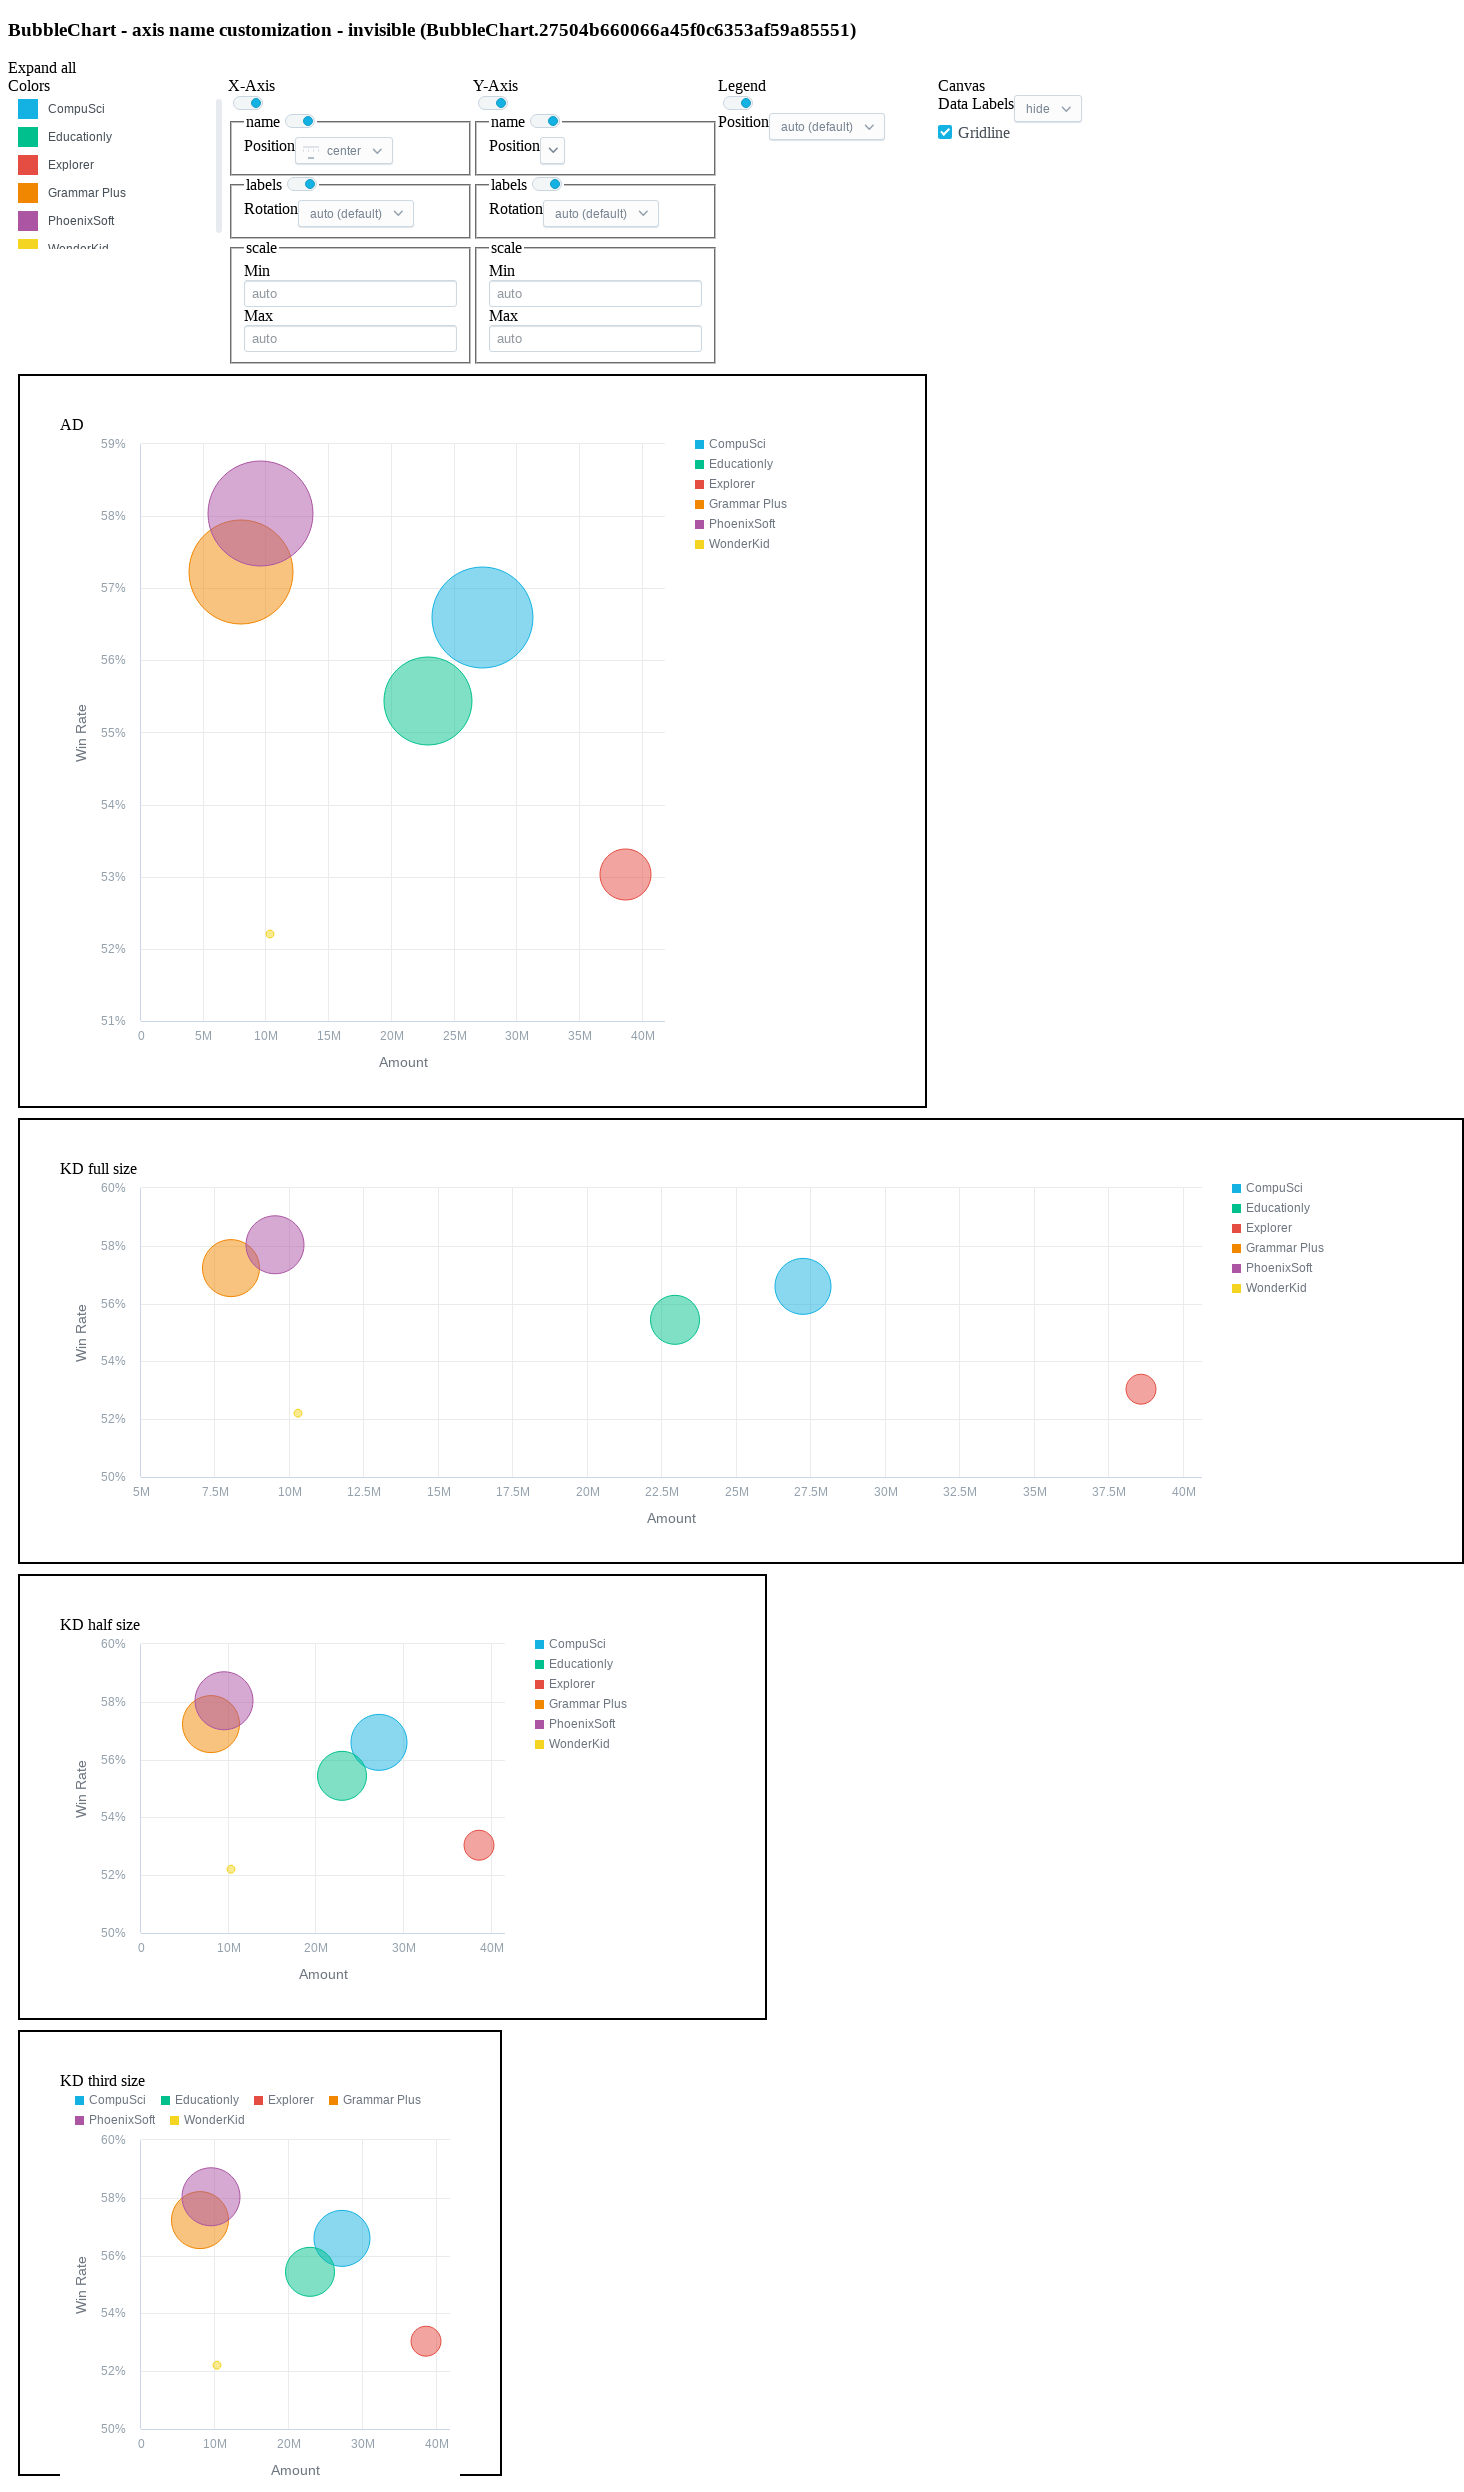 BubbleChart - axis name customization - invisible (BubbleChart.27504b660066a45f0c6353af59a85551)
Expand all
Colors
CompuSci
Educationly
Explorer
Grammar Plus
PhoenixSoft
WonderKid
X-Axis
name
Position center
labels
Rotation auto (default)
scale
Min
auto
Max
auto
Y-Axis
name
Position
labels
Rotation auto (default)
scale
Min
auto
Max
auto
Legend
Position auto (default)
Canvas
Data Labels hide
Gridline
AD
59%
58%
57%
56%
55%
54%
53%
52%
51%
Win Rate
0 5M 10M 15M 20M 25M 30M 35M 40M
Amount
CompuSci
Educationly
Explorer
Grammar Plus
PhoenixSoft
WonderKid
KD full size
60%
58%
56%
54%
52%
50%
Win Rate
5M 7.5M 10M 12.5M 15M 17.5M 20M 22.5M 25M 27.5M 30M 32.5M 35M 37.5M 40M
Amount
CompuSci
Educationly
Explorer
Grammar Plus
PhoenixSoft
WonderKid
KD half size
60%
58%
56%
54%
52%
50%
Win Rate
0 10M 20M 30M 40M
Amount
CompuSci
Educationly
Explorer
Grammar Plus
PhoenixSoft
WonderKid
KD third size
CompuSci Educationly Explorer Grammar Plus
PhoenixSoft WonderKid
60%
58%
56%
54%
52%
50%
Win Rate
0 10M 20M 30M 40M
Amount